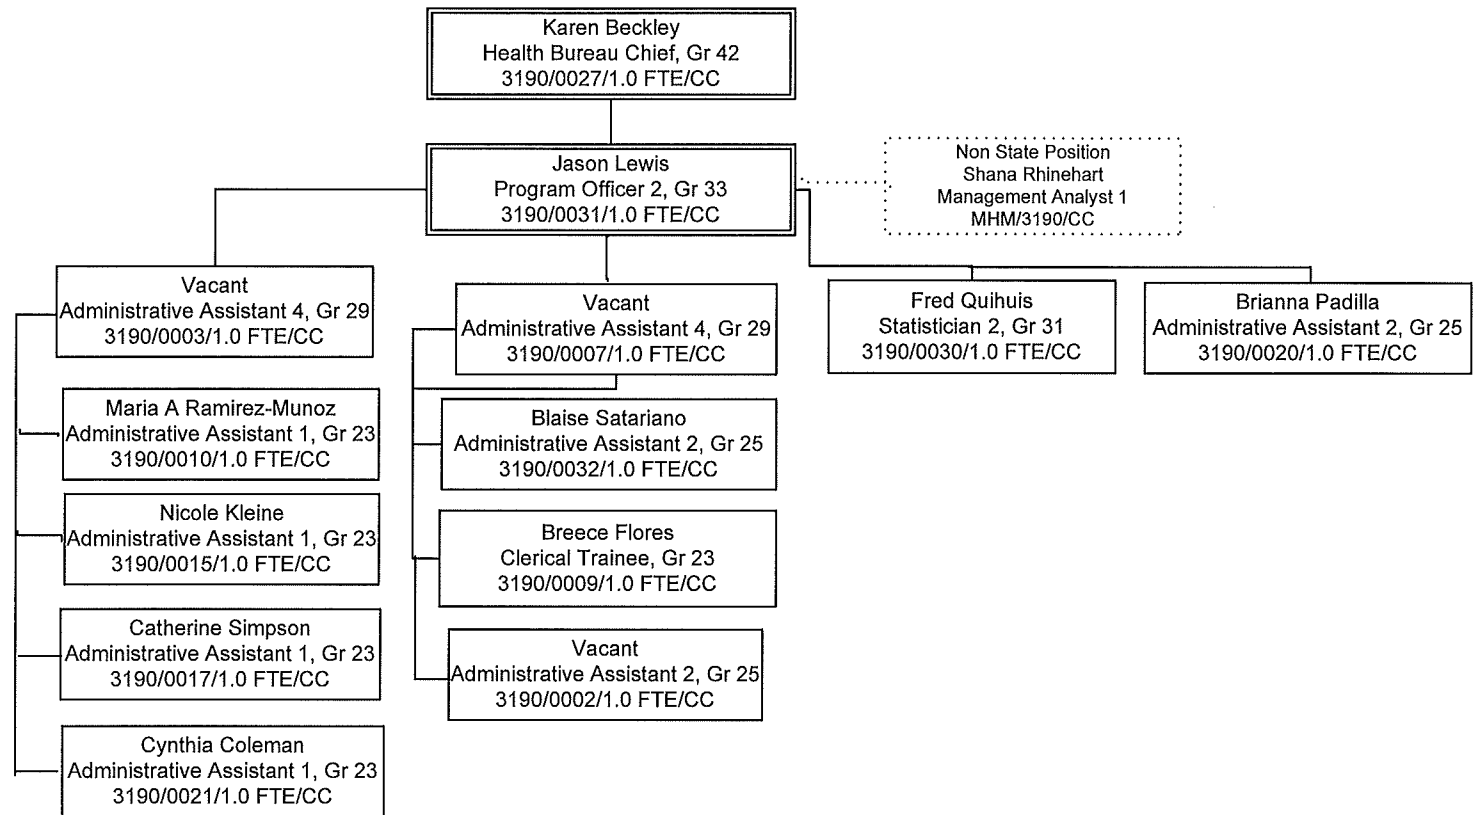 Karen Beckley
Health Bureau Chief, Gr 42
3190/0027/1.0 FTE/CC
Jason Lewis
Program Officer 2, Gr 33
3190/0031/1.0 FTE/CC
Non State Position
Shana Rhinehart
Management Analyst 1
MHM/3190/CC
Vacant
Administrative Assistant 4, Gr 29
3190/0003/1.0 FTE/CC
Maria A Ramirez-Munoz
Administrative Assistant 1, Gr 23
3190/0010/1.0 FTE/CC
Nicole Kleine
Administrative Assistant 1, Gr 23
3190/0015/1.0 FTE/CC
Catherine Simpson
Administrative Assistant 1, Gr 23
3190/0017/1.0 FTE/CC
Cynthia Coleman
Administrative Assistant 1, Gr 23
3190/0021/1.0 FTE/CC
Vacant
Administrative Assistant 4, Gr 29
3190/0007/1.0 FTE/CC
Blaise Satariano
Administrative Assistant 2, Gr 25
3190/0032/1.0 FTE/CC
Breece Flores
Clerical Trainee, Gr 23
3190/0009/1.0 FTE/CC
Vacant
Administrative Assistant 2, Gr 25
3190/0002/1.0 FTE/CC
Fred Quihuis
Statistician 2, Gr 31
3190/0030/1.0 FTE/CC
Brianna Padilla
Administrative Assistant 2, Gr 25
3190/0020/1.0 FTE/CC